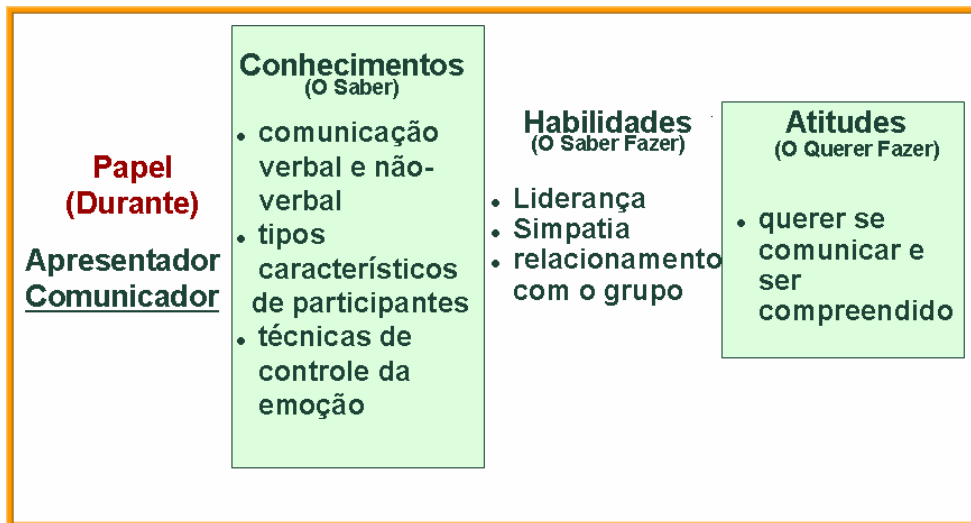 Papel
(Durante)
Apresentador
Comunicador
Conhecimentos
(O Saber)
• comunicação
verbal e não-
verbal
• tipos
característicos
de participantes
• técnicas de
controle da
emoção
Habilidades
(O Saber Fazer)
• Liderança
• Simpatia
• relacionamento
com o grupo
Atitudes
(O Querer Fazer)
• querer se
comunicar e
ser
compreendido